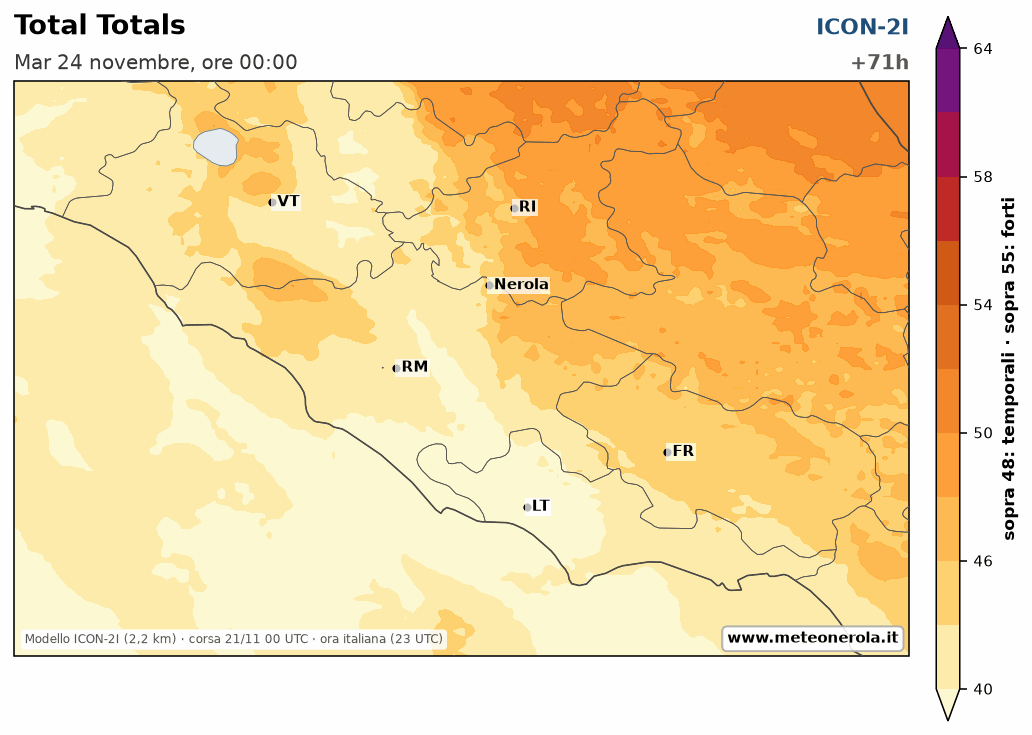 Total Totals
ICON-2I
Mar 24 novembre, ore 00:00
+71h
VT
RI
Nerola
RM
FR
LT
Modello ICON-2I (2,2 km) · corsa 21/11 00 UTC · ora italiana (23 UTC)
www.meteonerola.it
64
58
54
50
46
40
sopra 48: temporali · sopra 55: forti